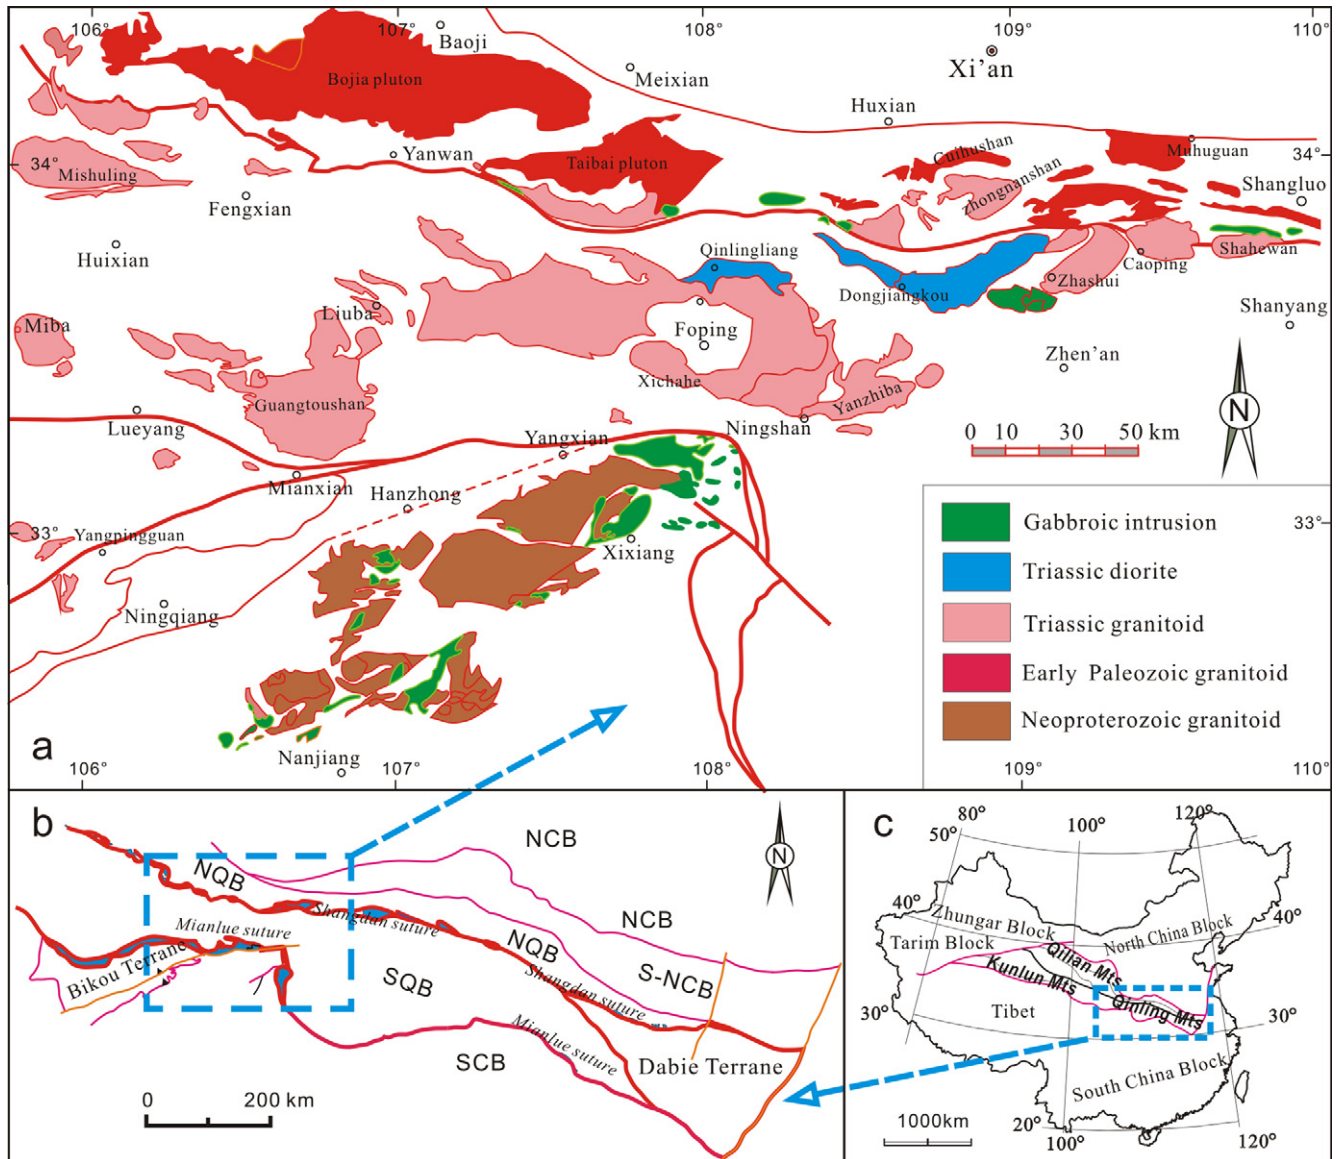 106°
107°
108°
109°
110°
Baoji
Xi’an
Bojia pluton
Meixian
Huxian
34°
Mishuling
Yanwan
Taibai pluton
Cuihushan
Muhuguan
34°
zhongnanshan
Shangluo
Fengxian
Huixian
Qinlingliang
Dongjiangkou
Zhashui
Caoping
Shahewan
Miba
Liuba
Foping
Shanyang
Zhen’an
Xichahe
Guangtoushan
Yanzhiba
Lueyang
Yangxian
Ningshan
N
0 10 30 50 km
Mianxian
Hanzhong
33°
Yangpingguan
Xixiang
33°
Ningqiang
Gabbroic intrusion
Triassic diorite
Triassic granitoid
Early Paleozoic granitoid
Neoproterozoic granitoid
a
Nanjiang
106°
107°
108°
109°
110°
b
NCB
N
NQB
Shangdan suture
NCB
Mianlue suture
NQB
Bikou Terrane
SQB
S-NCB
Shangdan suture
Mianlue suture
SCB
Dabie Terrane
0 200 km
c
80°
100°
120°
50°
40°
Zhungar Block
North China Block
40°
Tarim Block
Qilian Mts
Kunlun Mts
Qinling Mts
30°
Tibet
30°
South China Block
1000km
20°
100°
120°